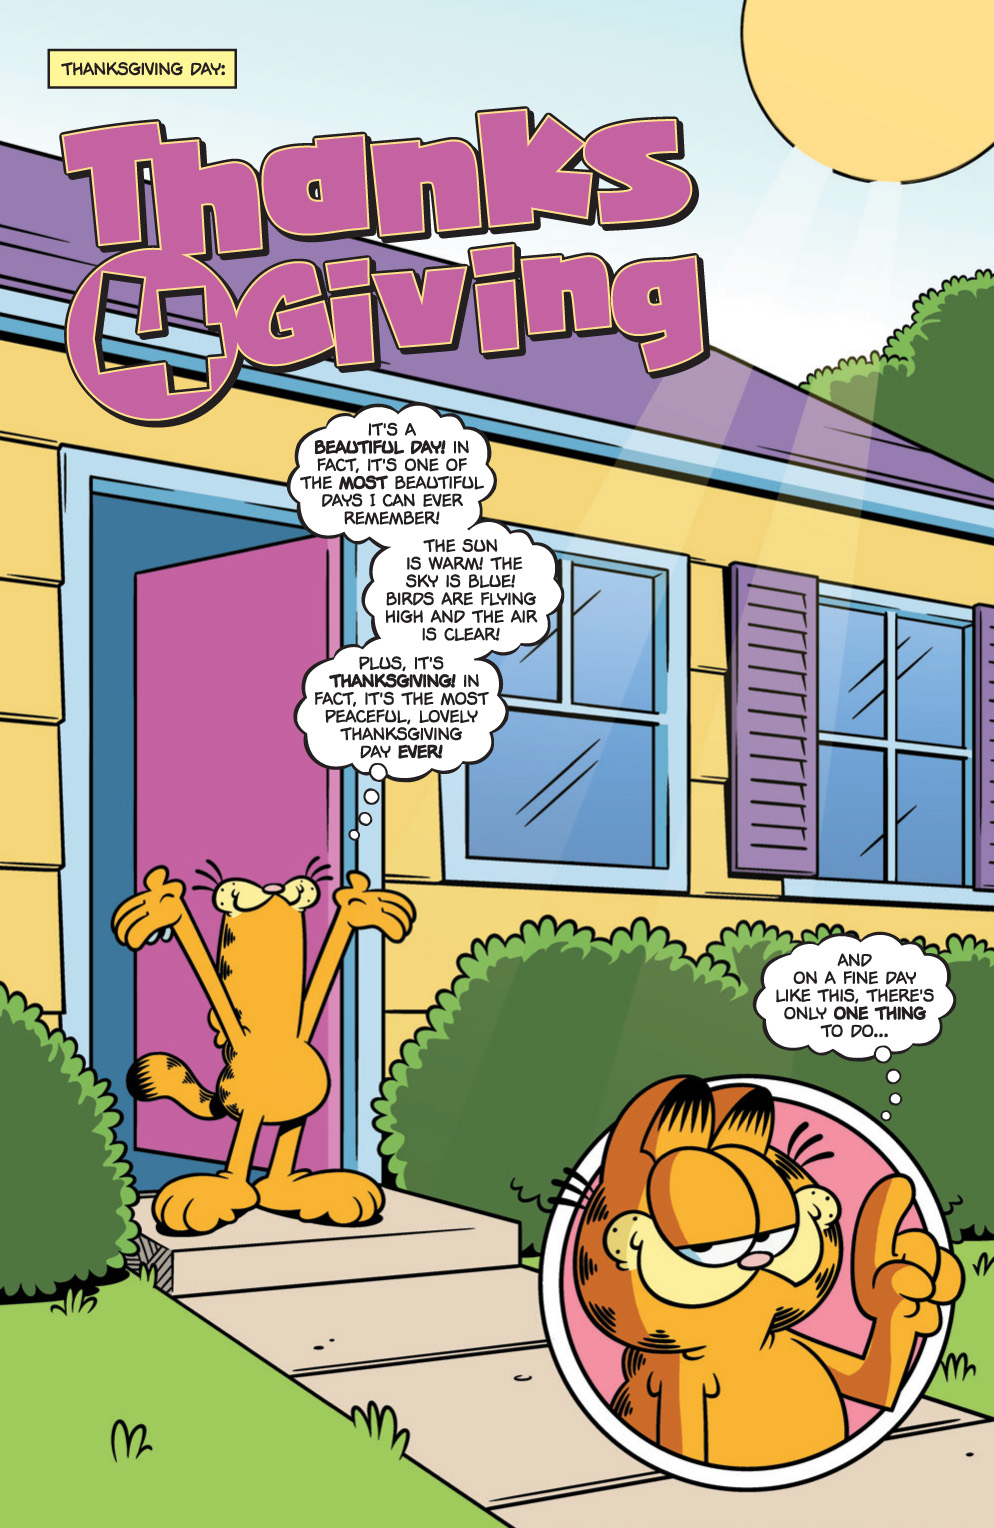 THANKSGIVING DAY:
Thanks
4Giving
IT'S A
BEAUTIFUL DAY! IN
FACT, IT'S ONE OF
THE MOST BEAUTIFUL
DAYS I CAN EVER
REMEMBER!
THE SUN
IS WARM! THE
SKY IS BLUE!
BIRDS ARE FLYING
HIGH AND THE AIR
IS CLEAR!
PLUS, IT'S
THANKSGIVING! IN
FACT, IT'S THE MOST
PEACEFUL, LOVELY
THANKSGIVING
DAY EVER!
AND
ON A FINE DAY
LIKE THIS, THERE'S
ONLY ONE THING
TO DO...